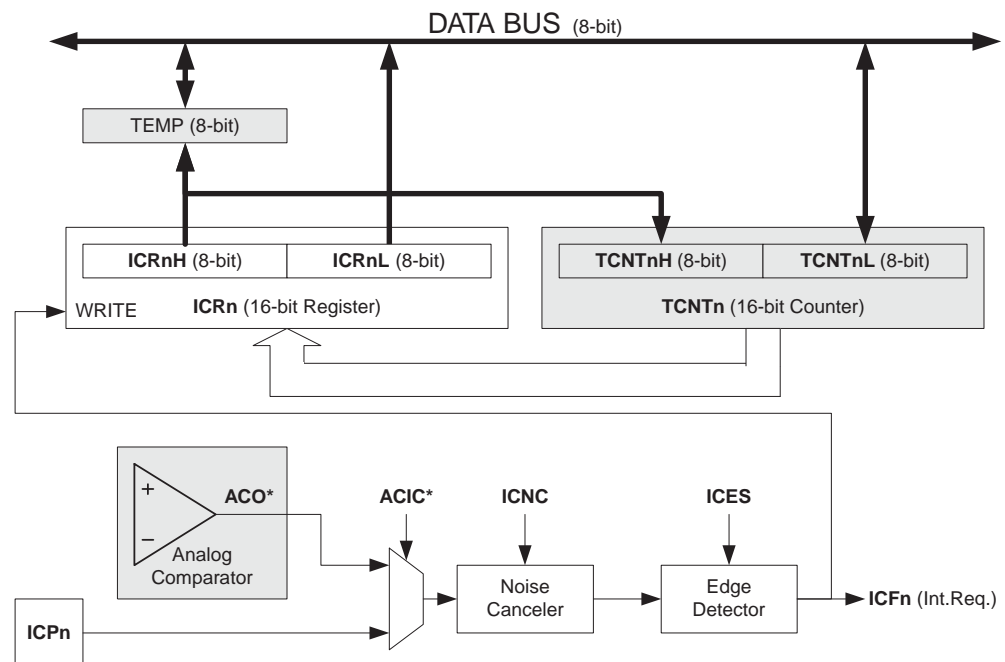 DATA BUS (8-bit)
TEMP (8-bit)
ICRnH (8-bit)
ICRnL (8-bit)
WRITE
ICRn (16-bit Register)
TCNTnH (8-bit)
TCNTnL (8-bit)
TCNTn (16-bit Counter)
+
−
ACO*
Analog
Comparator
ACIC*
ICNC
ICES
Noise
Canceler
Edge
Detector
ICFn (Int.Req.)
ICPn